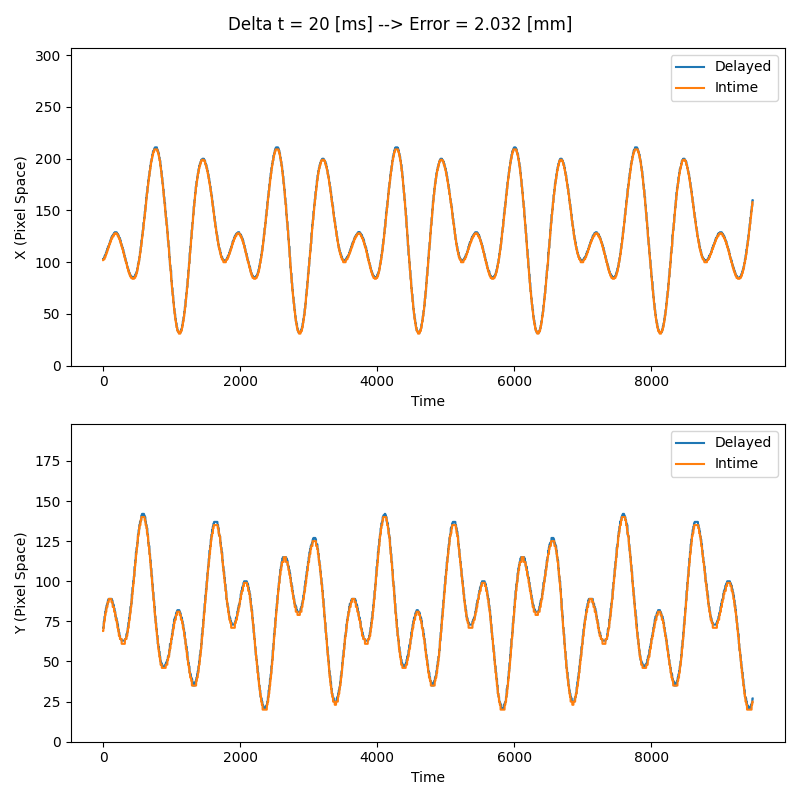 Delta t = 20 [ms] --> Error = 2.032 [mm]
300
250
200
150
100
50
0
X (Pixel Space)
Delayed
Intime
0 2000 4000 6000 8000
Time
175
150
125
100
75
50
25
0
Y (Pixel Space)
Delayed
Intime
0 2000 4000 6000 8000
Time